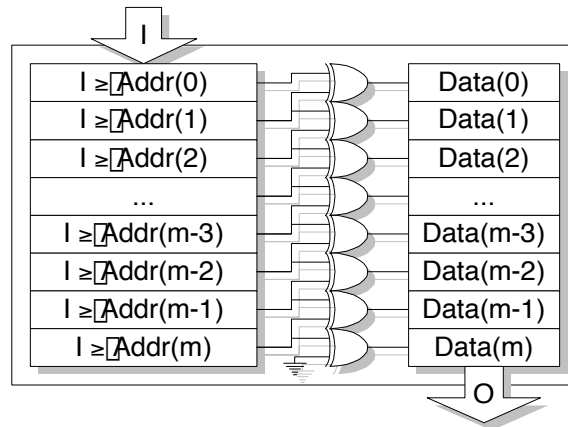 I
I ≥ Addr(0) Data(0)
I ≥ Addr(1) Data(1)
I ≥ Addr(2) Data(2)
... ...
I ≥ Addr(m-3) Data(m-3)
I ≥ Addr(m-2) Data(m-2)
I ≥ Addr(m-1) Data(m-1)
I ≥ Addr(m) Data(m)
O